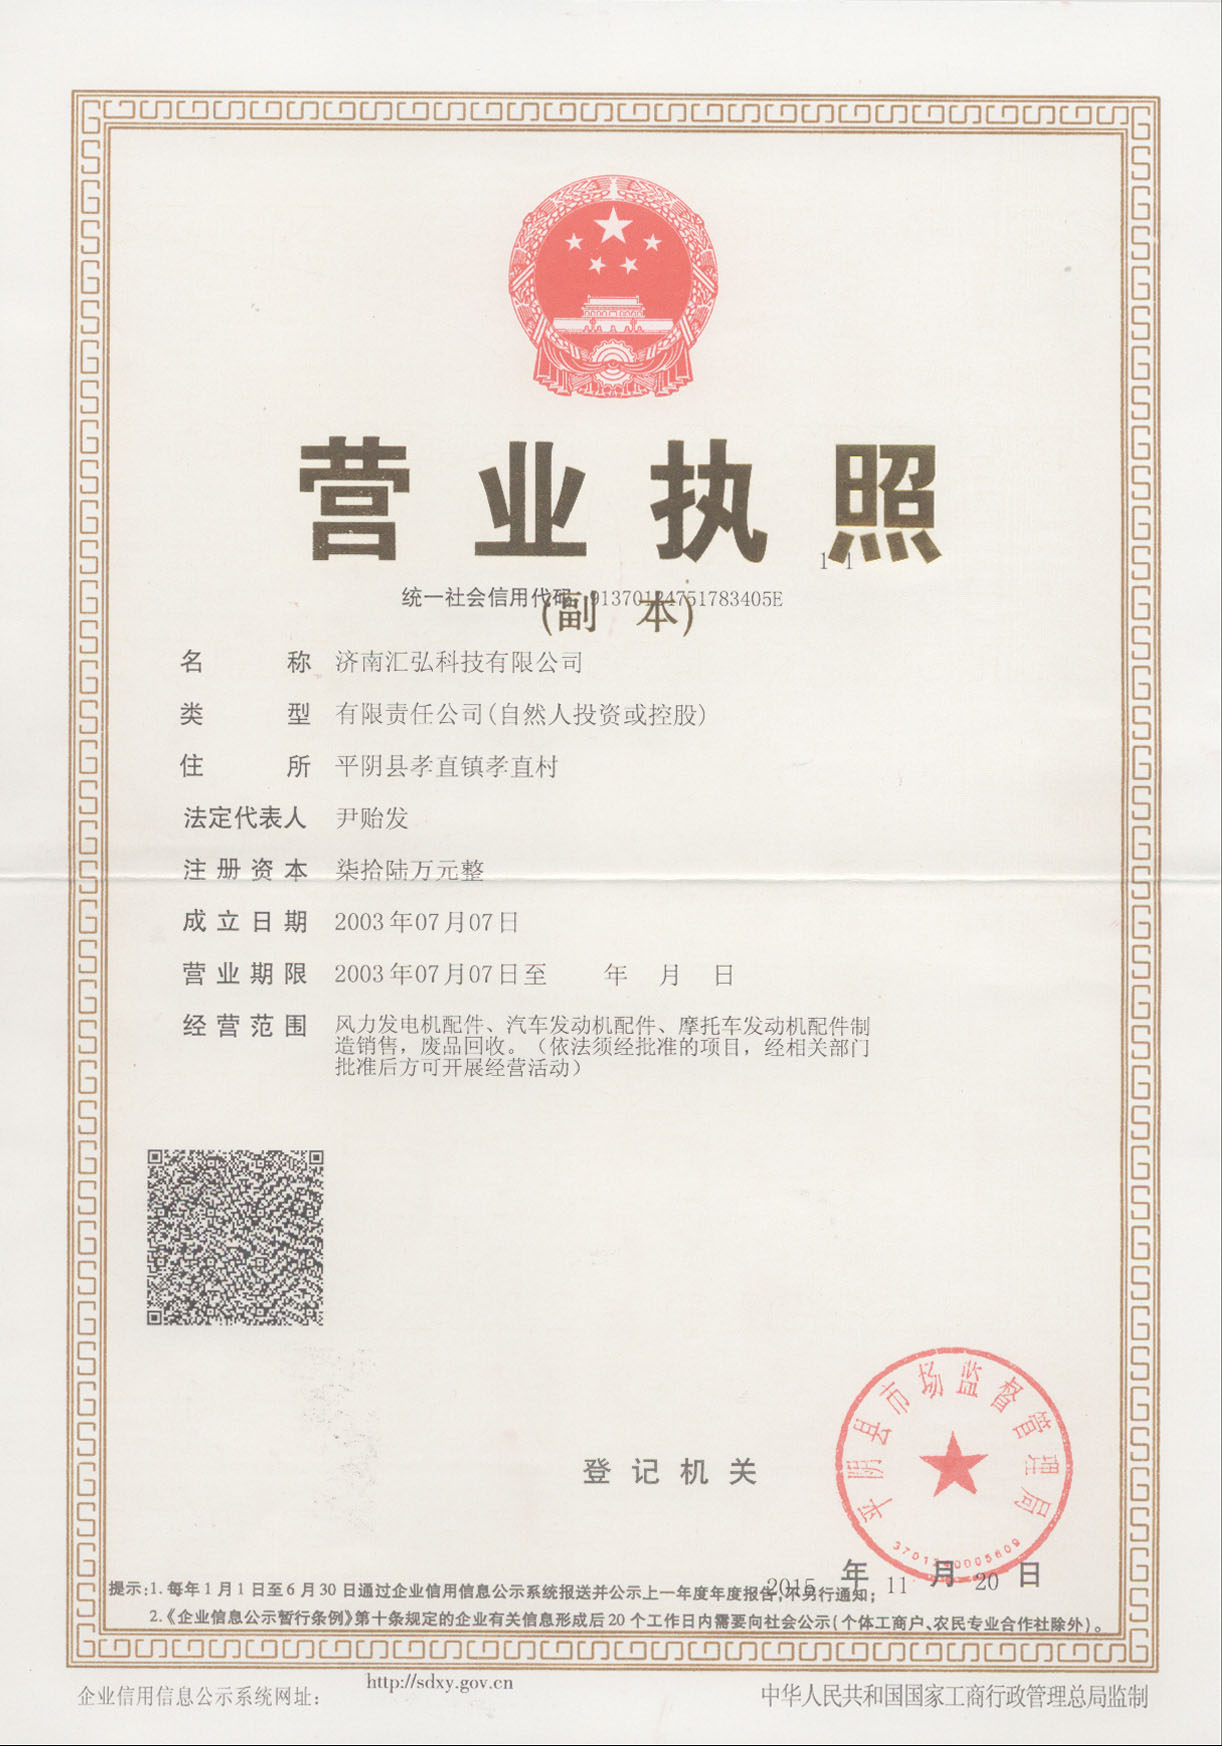 营业执照
1-1
(副 本)
统一社会信用代码 91370124751783405E
名称 济南汇弘科技有限公司
类型 有限责任公司(自然人投资或控股)
住所 平阴县孝直镇孝直村
法定代表人 尹贻发
注册资本 柒拾陆万元整
成立日期 2003年07月07日
营业期限 2003年07月07日至 年 月 日
经营范围 风力发电机配件、汽车发动机配件、摩托车发动机配件制
造销售，废品回收。（依法须经批准的项目，经相关部门
批准后方可开展经营活动）
登记机关
平阴县市场监督管理局
2015 年 11 月 20 日
提示:1. 每年1月1日至6月30日通过企业信用信息公示系统报送并公示上一年度年度报告,不另行通知;
2.《企业信息公示暂行条例》第十条规定的企业有关信息形成后20个工作日内需要向社会公示(个体工商户、农民专业合作社除外)。
企业信用信息公示系统网址: http://sdxy.gov.cn
中华人民共和国国家工商行政管理总局监制